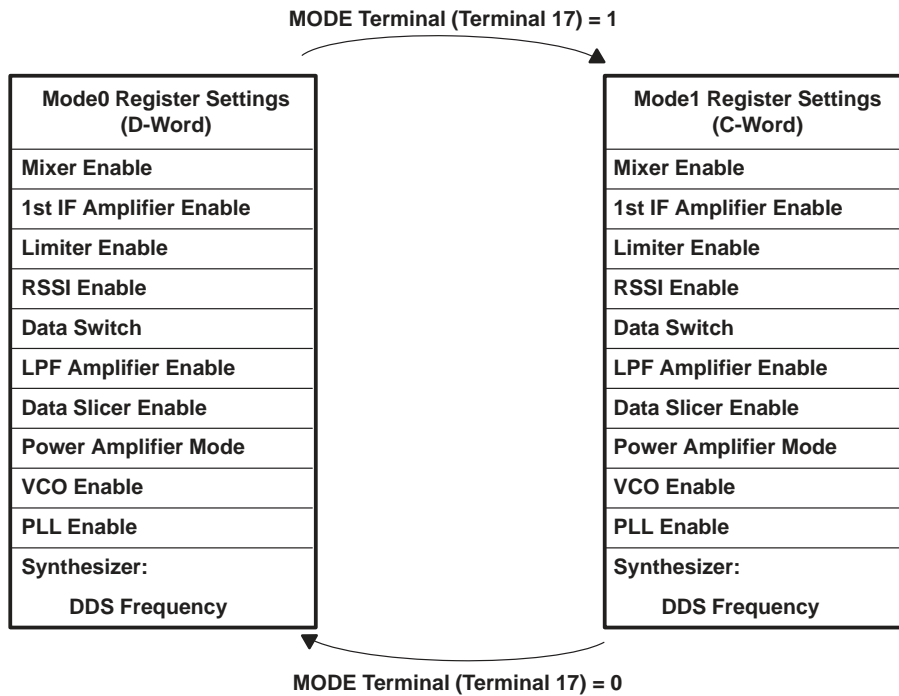 MODE Terminal (Terminal 17) = 1
Mode0 Register Settings
(D-Word)
Mixer Enable
1st IF Amplifier Enable
Limiter Enable
RSSI Enable
Data Switch
LPF Amplifier Enable
Data Slicer Enable
Power Amplifier Mode
VCO Enable
PLL Enable
Synthesizer:
DDS Frequency
Mode1 Register Settings
(C-Word)
Mixer Enable
1st IF Amplifier Enable
Limiter Enable
RSSI Enable
Data Switch
LPF Amplifier Enable
Data Slicer Enable
Power Amplifier Mode
VCO Enable
PLL Enable
Synthesizer:
DDS Frequency
MODE Terminal (Terminal 17) = 0